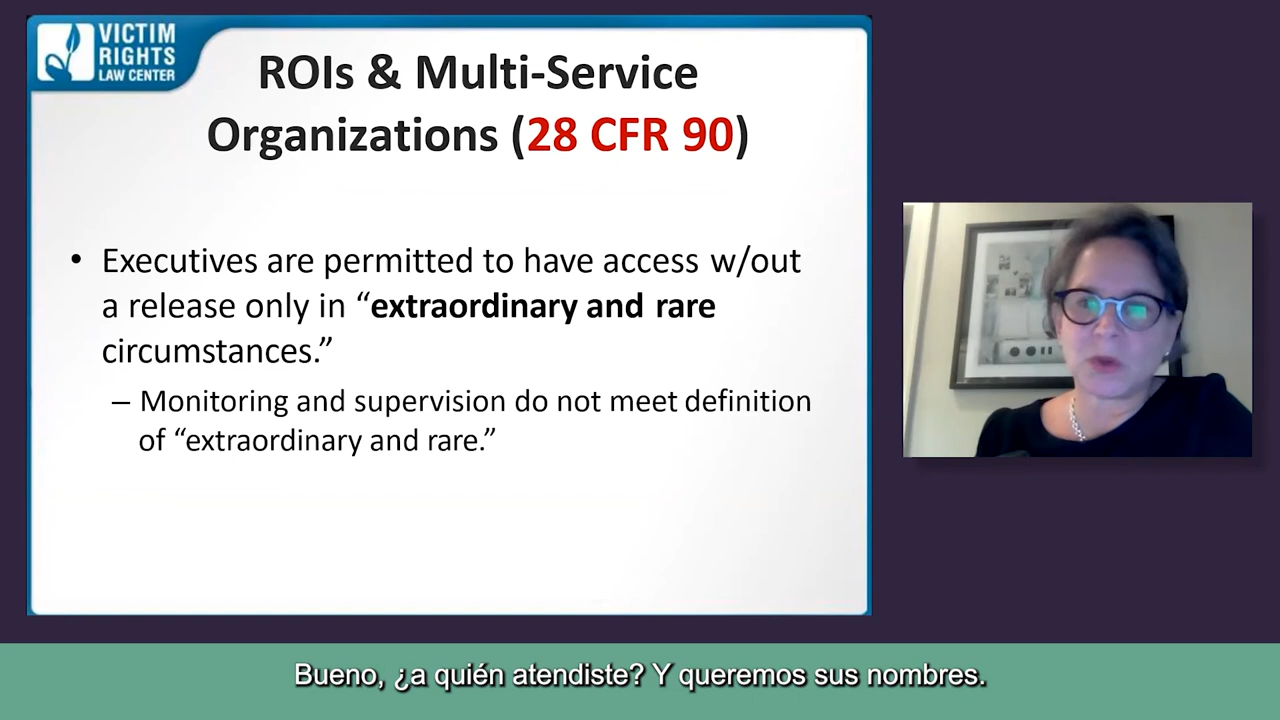 VICTIM
RIGHTS
LAW CENTER
ROIs & Multi-Service
Organizations (28 CFR 90)
• Executives are permitted to have access w/out
a release only in “extraordinary and rare
circumstances.”
– Monitoring and supervision do not meet definition
of “extraordinary and rare.”
Bueno, ¿a quién atendiste? Y queremos sus nombres.